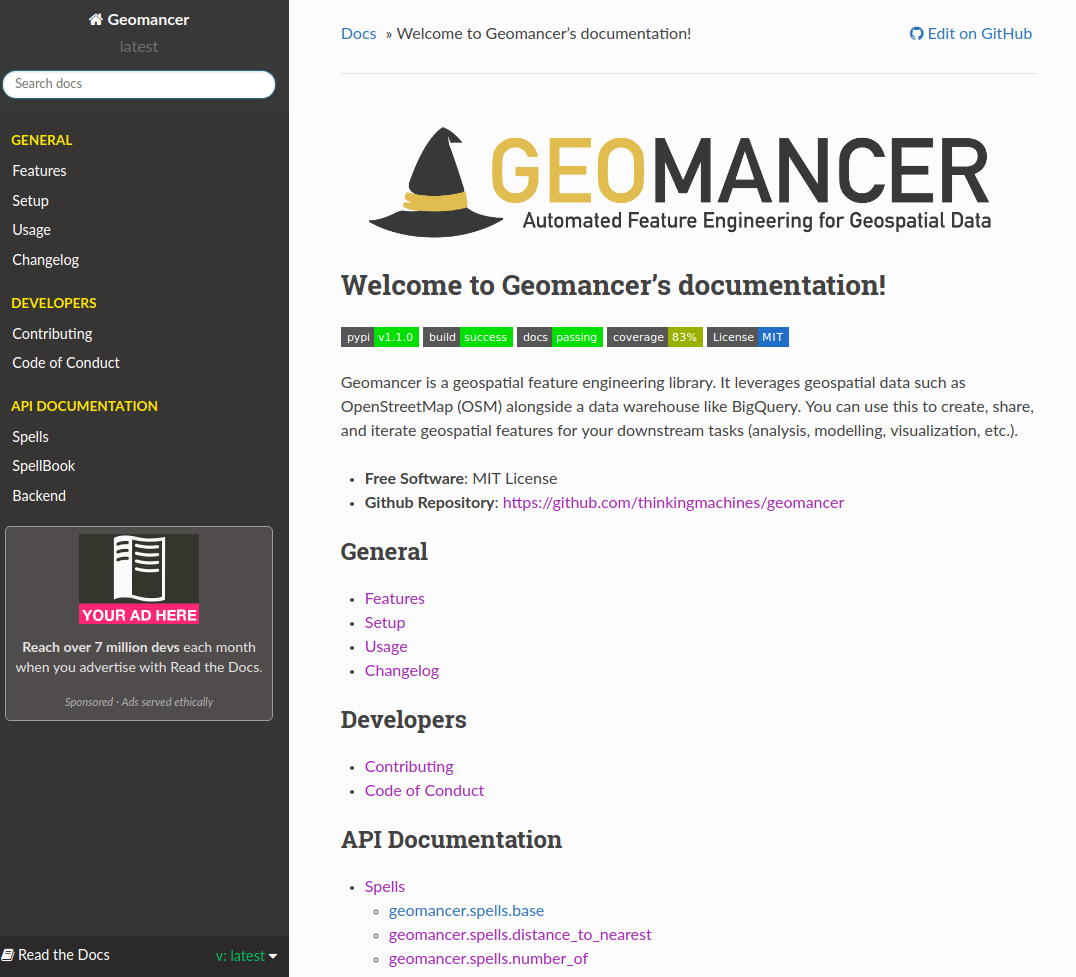 Geomancer
latest
Search docs
GENERAL
Features
Setup
Usage
Changelog
DEVELOPERS
Contributing
Code of Conduct
API DOCUMENTATION
Spells
SpellBook
Backend
YOUR AD HERE
Reach over 7 million devs each month
when you advertise with Read the Docs.
Sponsored · Ads served ethically
Read the Docs v: latest
Docs » Welcome to Geomancer’s documentation! Edit on GitHub
GEOMANCER
Automated Feature Engineering for Geospatial Data
Welcome to Geomancer’s documentation!
pypi v1.1.0 build success docs passing coverage 83% License MIT
Geomancer is a geospatial feature engineering library. It leverages geospatial data such as
OpenStreetMap (OSM) alongside a data warehouse like BigQuery. You can use this to create, share,
and iterate geospatial features for your downstream tasks (analysis, modelling, visualization, etc.).
• Free Software: MIT License
• Github Repository: https://github.com/thinkingmachines/geomancer
General
• Features
• Setup
• Usage
• Changelog
Developers
• Contributing
• Code of Conduct
API Documentation
• Spells
◦ geomancer.spells.base
◦ geomancer.spells.distance_to_nearest
◦ geomancer.spells.number_of